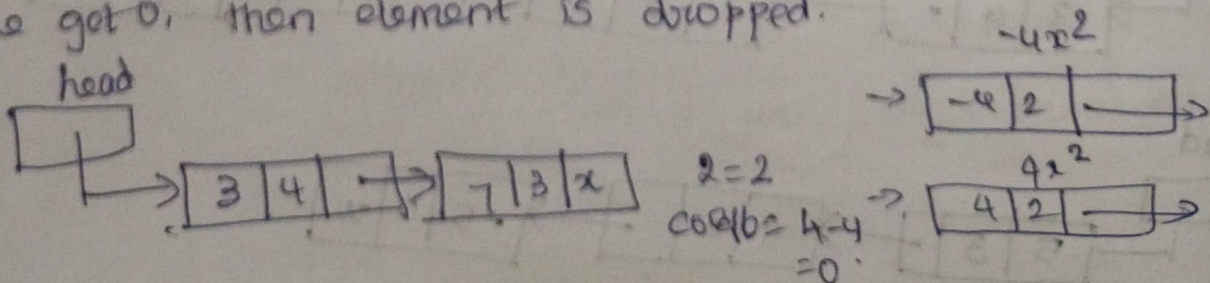 e get 0, then element is dropped.
head
3 4
7 3 x
2=2
coeff= 4-4
=0.
-4x²
→ -4 2
4x²
→ 4 2